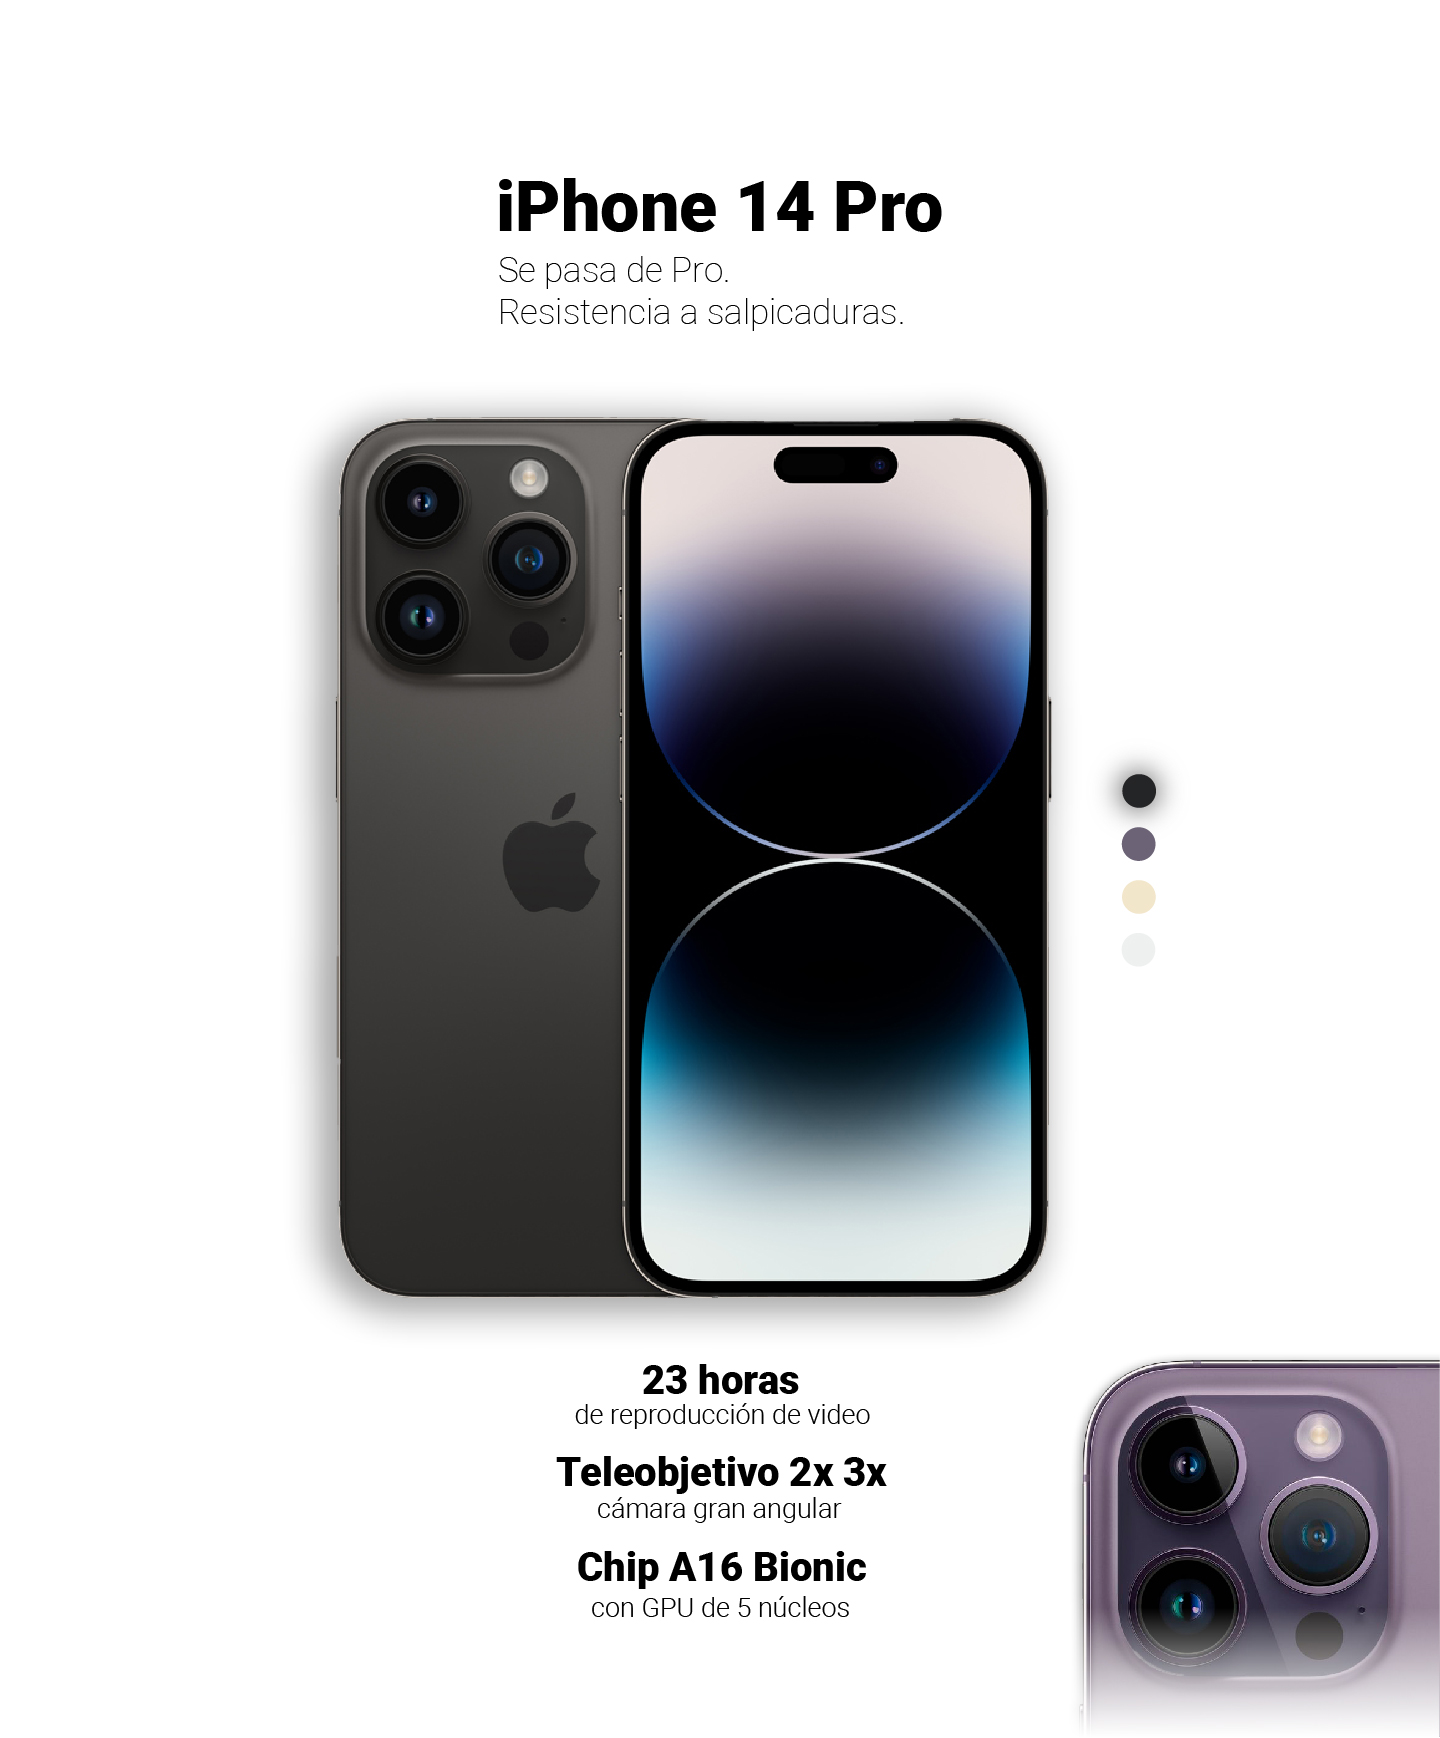 iPhone 14 Pro
Se pasa de Pro.
Resistencia a salpicaduras.
23 horas
de reproducción de video
Teleobjetivo 2x 3x
cámara gran angular
Chip A16 Bionic
con GPU de 5 núcleos